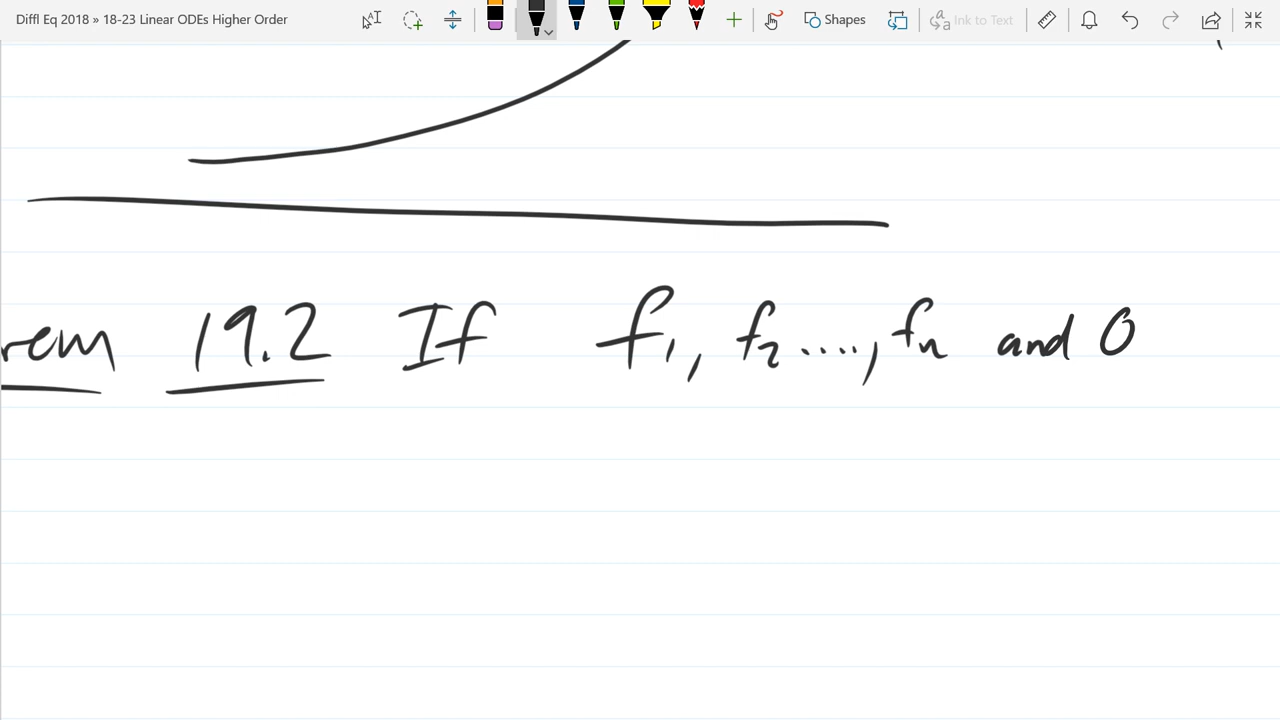 Diffl Eq 2018 » 18-23 Linear ODEs Higher Order
Shapes
Ink to Text
rem 19.2 If f₁, f₂....,fn and 0